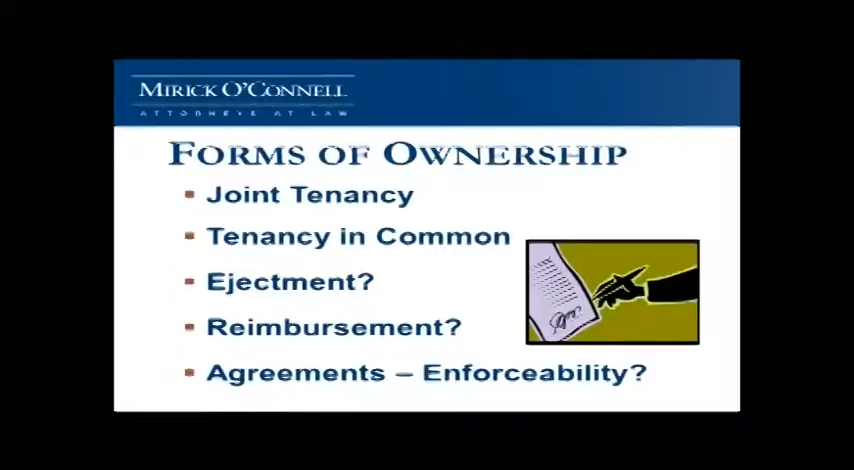 MIRICK O'CONNELL
ATTORNEYS AT LAW
FORMS OF OWNERSHIP
Joint Tenancy
Tenancy in Common
Ejectment?
Reimbursement?
Agreements – Enforceability?